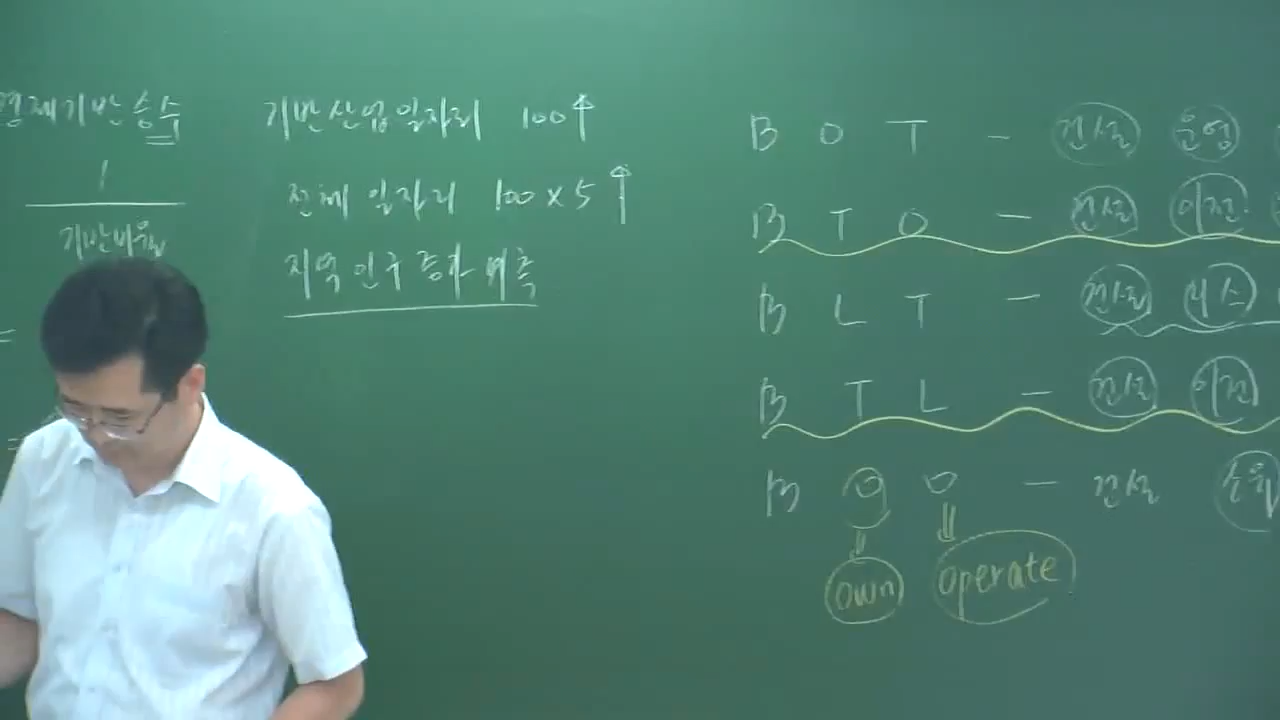 경제기반승수
1
기반비율
=
=
기반산업일자리 100↑
전체 일자리 100×5↑
지역인구증가예측
B O T - 건설 운영
B T O - 건설 이전
B L T - 건설 리스
B T L - 건설 이전
B O O - 건설 소유
own operate